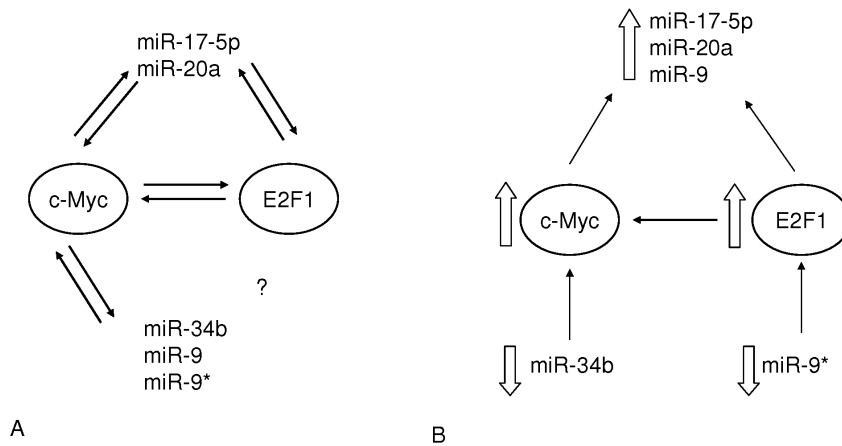 miR-17-5p
miR-20a
c-Myc
E2F1
?
miR-34b
miR-9
miR-9*
A
miR-17-5p
miR-20a
miR-9
c-Myc
E2F1
miR-34b
miR-9*
B